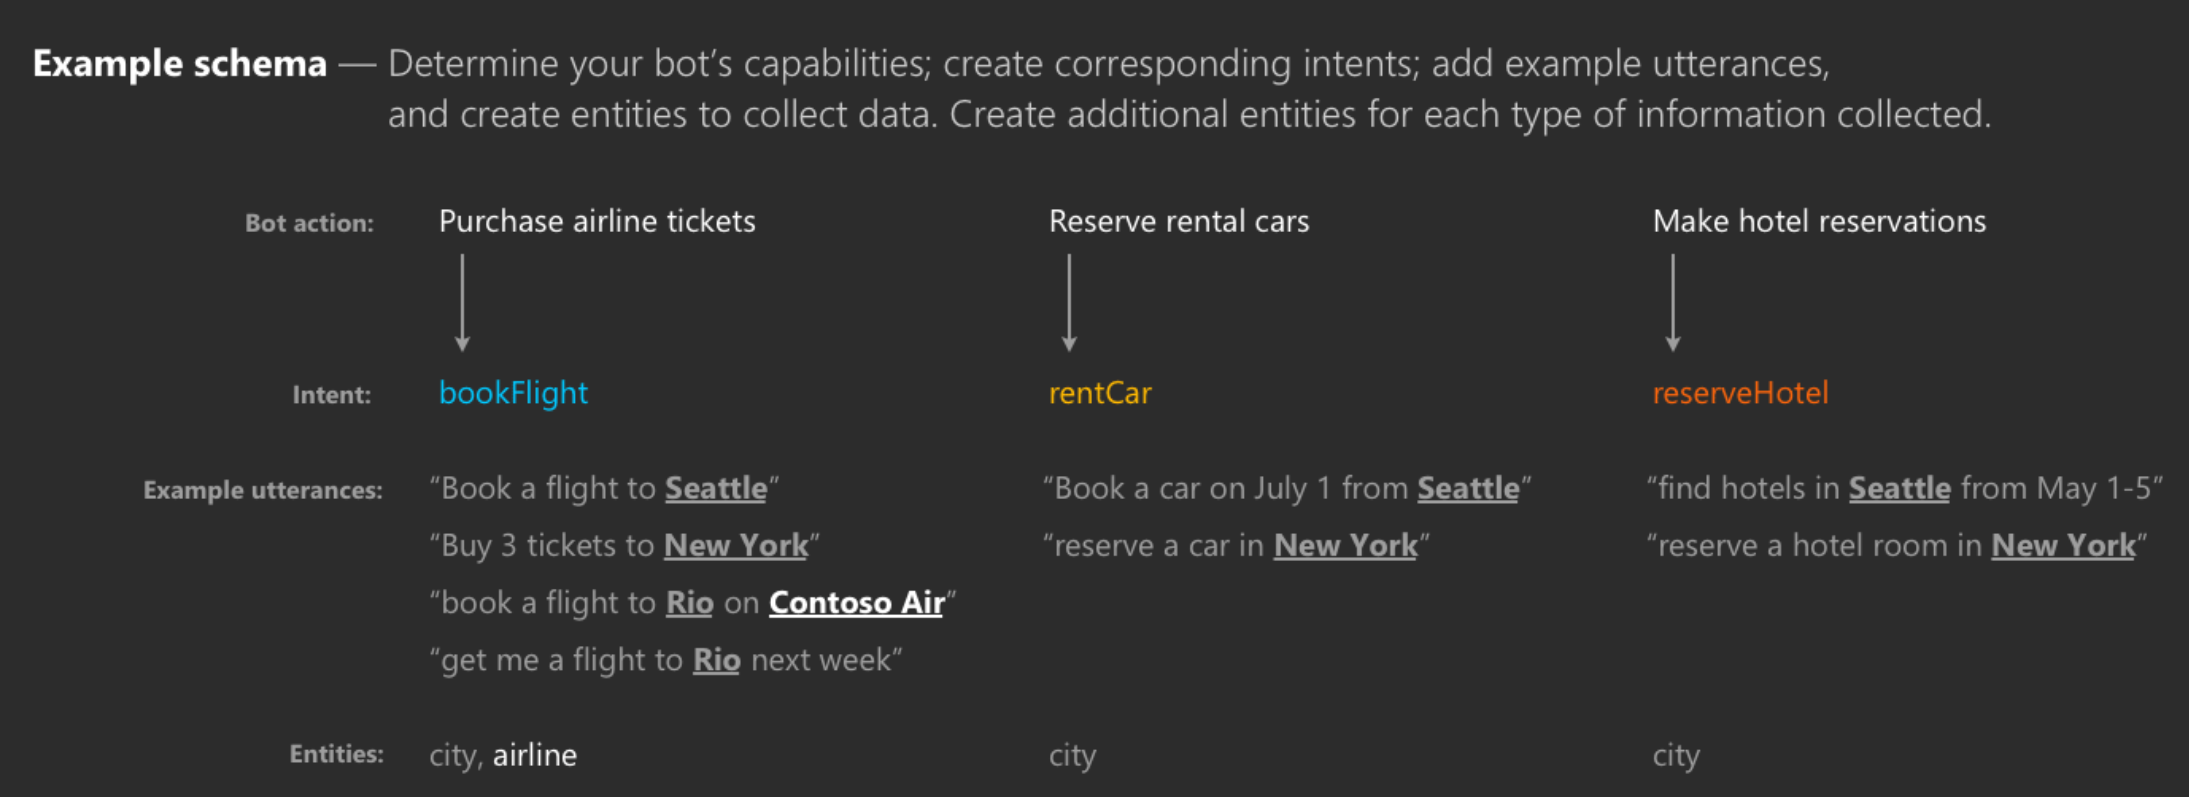 Example schema — Determine your bot’s capabilities; create corresponding intents; add example utterances,
and create entities to collect data. Create additional entities for each type of information collected.
Bot action: Purchase airline tickets Reserve rental cars Make hotel reservations
Intent: bookFlight rentCar reserveHotel
Example utterances: “Book a flight to Seattle” “Book a car on July 1 from Seattle” “find hotels in Seattle from May 1-5”
“Buy 3 tickets to New York” “reserve a car in New York” “reserve a hotel room in New York”
“book a flight to Rio on Contoso Air”
“get me a flight to Rio next week”
Entities: city, airline city city